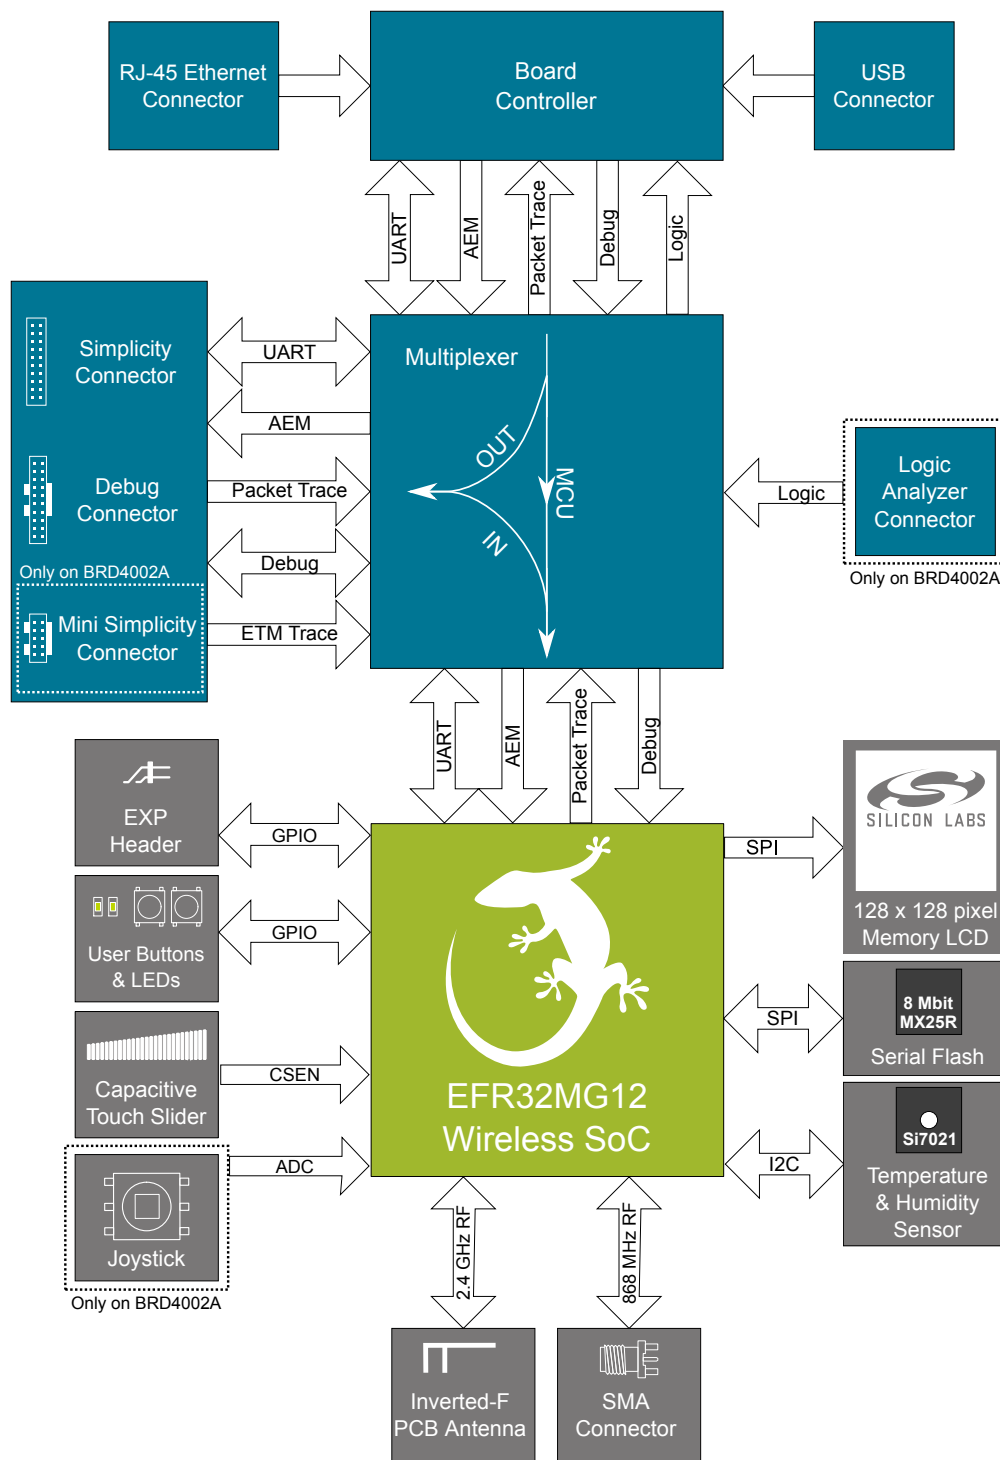 RJ-45 Ethernet
Connector
Board
Controller
USB
Connector
UART
AEM
Packet Trace
Debug
Logic
Simplicity
Connector
Debug
Connector
Only on BRD4002A
Mini Simplicity
Connector
UART
AEM
Packet Trace
Debug
ETM Trace
Multiplexer
OUT
IN
MCU
Logic
Logic
Analyzer
Connector
Only on BRD4002A
UART
AEM
Packet Trace
Debug
EXP
Header
GPIO
User Buttons
& LEDs
GPIO
Capacitive
Touch Slider
CSEN
Joystick
ADC
Only on BRD4002A
EFR32MG12
Wireless SoC
SPI
SILICON LABS
128 x 128 pixel
Memory LCD
SPI
8 Mbit
MX25R
Serial Flash
I2C
Si7021
Temperature
& Humidity
Sensor
2.4 GHz RF
868 MHz RF
Inverted-F
PCB Antenna
SMA
Connector